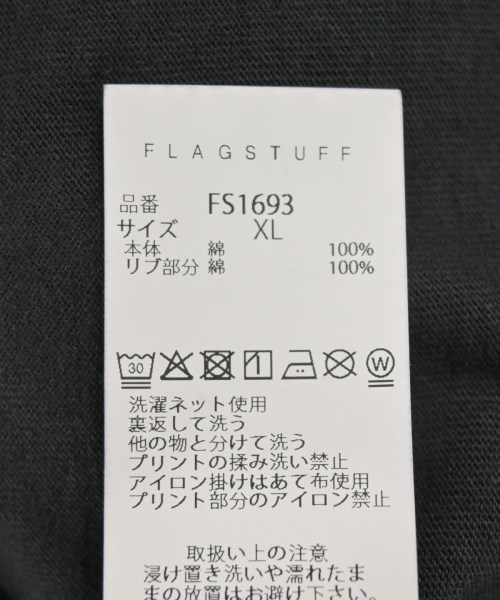 FLAGSTUFF
品番 FS1693
サイズ XL
本体 綿 100%
リブ部分 綿 100%
30 W
洗濯ネット使用
裏返して洗う
他の物と分けて洗う
プリントの揉み洗い禁止
アイロン掛けはあて布使用
プリント部分のアイロン禁止
取扱い上の注意
浸け置き洗いや濡れたま
まの放置はお避け下さい。